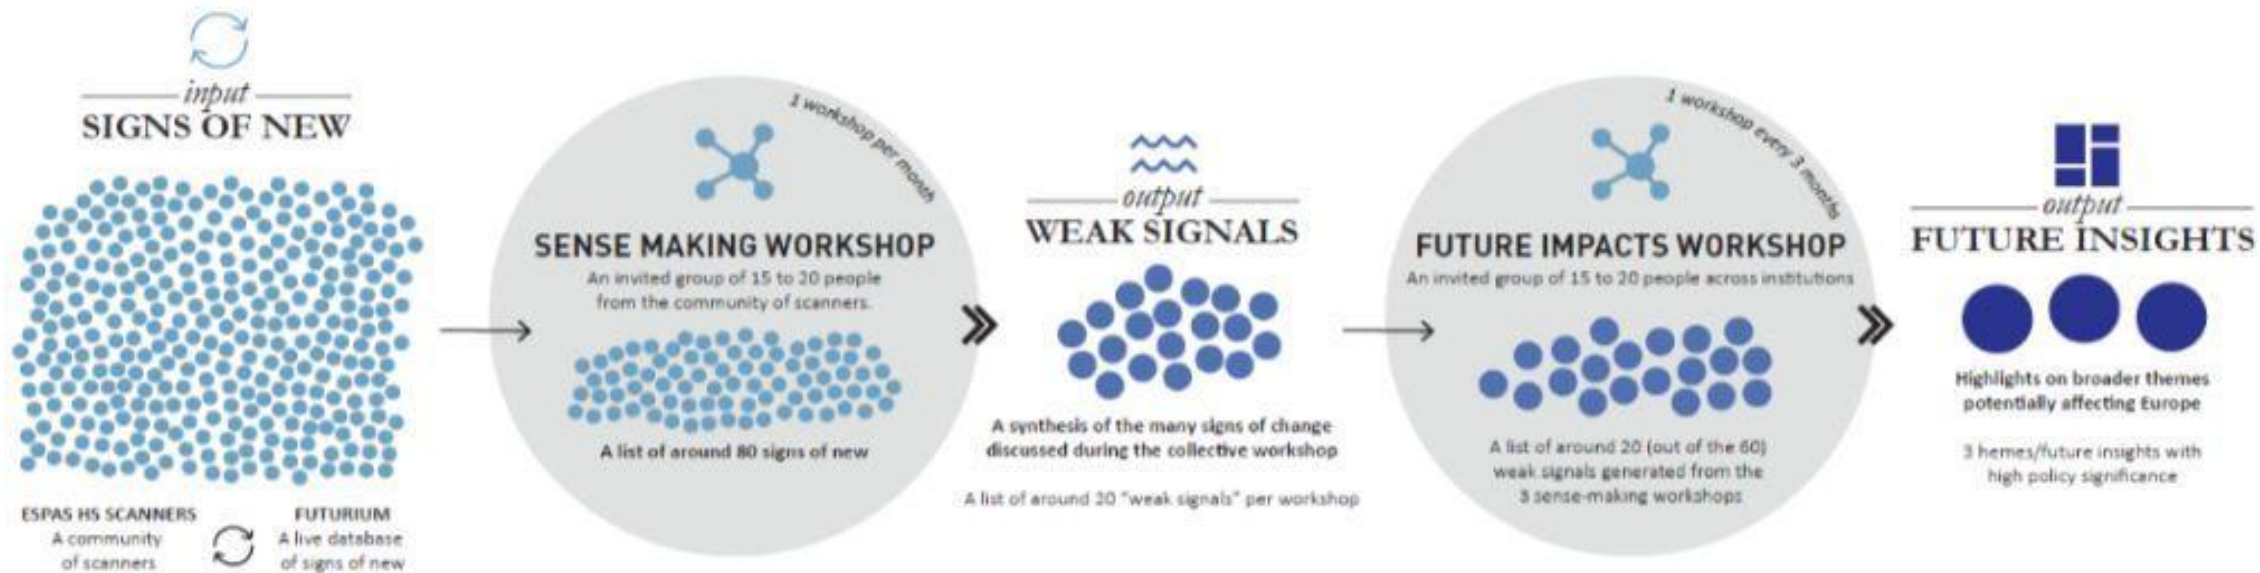 input
SIGNS OF NEW
ESPAS HS SCANNERS
A community
of scanners
FUTURIUM
A live database
of signs of new
1 workshop per month
SENSE MAKING WORKSHOP
An invited group of 15 to 20 people
from the community of scanners.
A list of around 80 signs of new
output
WEAK SIGNALS
A synthesis of the many signs of change
discussed during the collective workshop
A list of around 20 "weak signals" per workshop
1 workshop every 3 months
FUTURE IMPACTS WORKSHOP
An invited group of 15 to 20 people across institutions
A list of around 20 (out of the 60)
weak signals generated from the
3 sense-making workshops
output
FUTURE INSIGHTS
Highlights on broader themes
potentially affecting Europe
3 hemes/future insights with
high policy significance